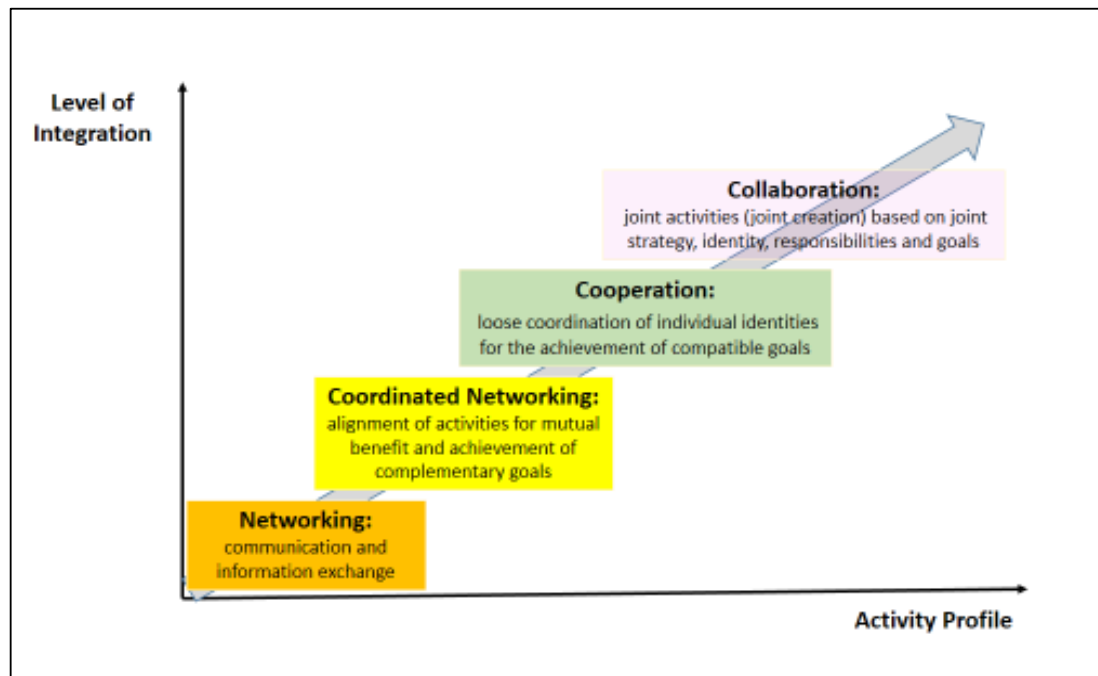 Level of
Integration
Collaboration:
joint activities (joint creation) based on joint
strategy, identity, responsibilities and goals
Cooperation:
loose coordination of individual identities
for the achievement of compatible goals
Coordinated Networking:
alignment of activities for mutual
benefit and achievement of
complementary goals
Networking:
communication and
information exchange
Activity Profile